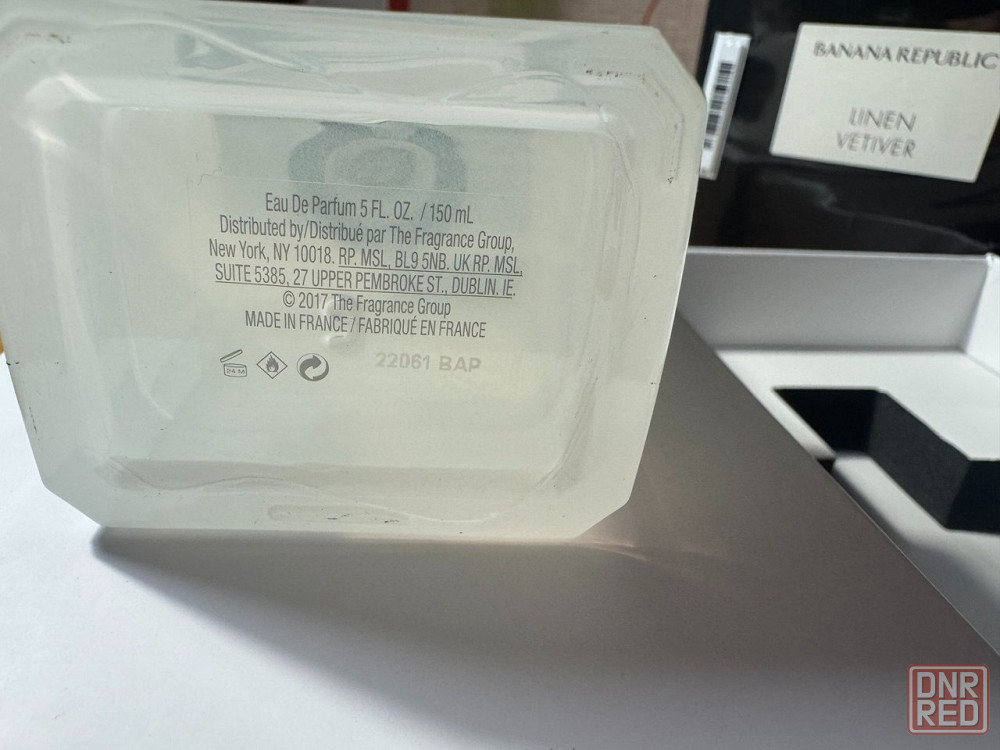 Eau De Parfum 5 FL. OZ. / 150 mL
Distributed by/Distribué par The Fragrance Group,
New York, NY 10018. RP. MSL, BL9 5NB. UK RP. MSL,
SUITE 5385, 27 UPPER PEMBROKE ST., DUBLIN. IE.
© 2017 The Fragrance Group
MADE IN FRANCE / FABRIQUÉ EN FRANCE
24 M
22061 BAP
BANANA REPUBLIC
LINEN
VETIVER
DNR
RED